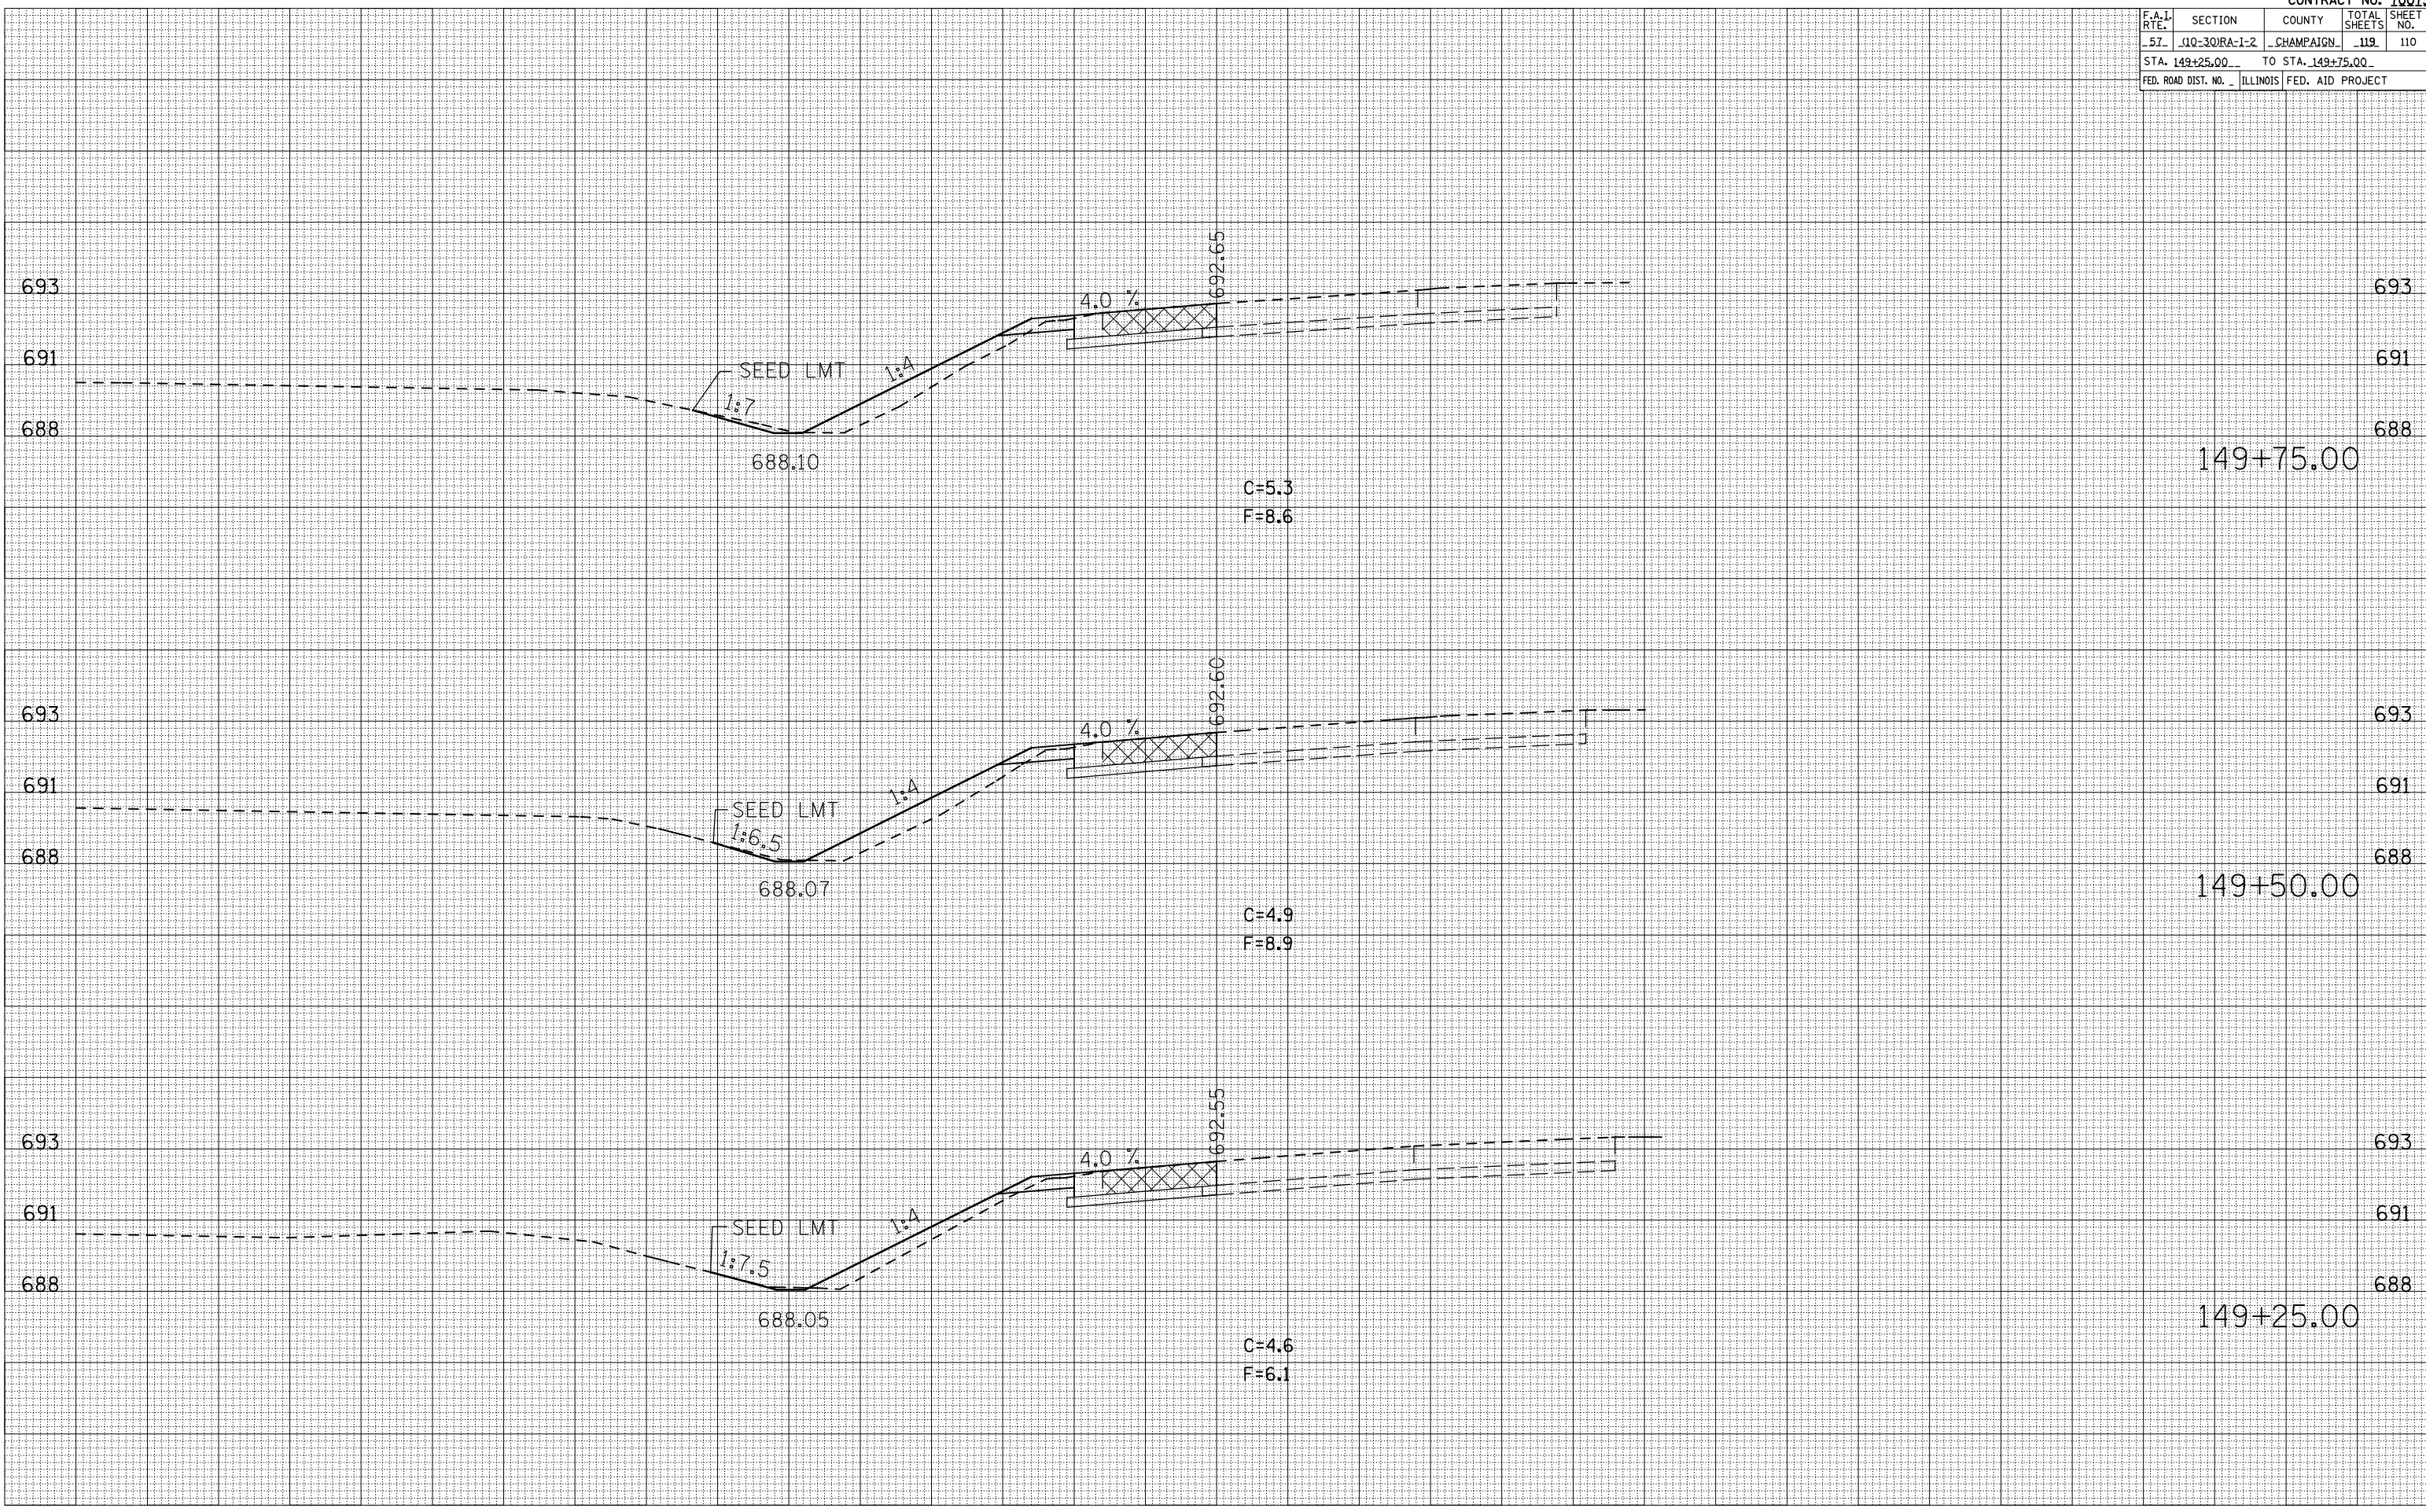 CONTRACT NO.
F.A.I. RTE. SECTION COUNTY TOTAL SHEETS SHEET NO.
57 (10-30)RA-I-2 CHAMPAIGN 119 110
STA. 149+25.00 TO STA. 149+75.00
FED. ROAD DIST. NO. _ ILLINOIS FED. AID PROJECT
692.65
693 693
4.0 %
691 691
SEED LMT
1:4
1:7
688 688
688.10
149+75.00
C=5.3
F=8.6
692.60
693 693
4.0 %
691 691
SEED LMT
1:4
1:6.5
688 688
688.07
149+50.00
C=4.9
F=8.9
692.55
693 693
4.0 %
691 691
SEED LMT
1:4
1:7.5
688 688
688.05
149+25.00
C=4.6
F=6.1